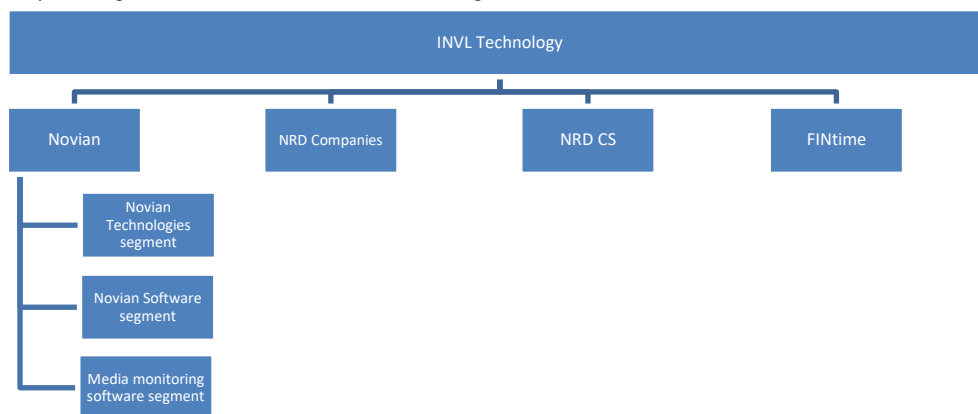 INVL Technology
Novian
NRD Companies
NRD CS
FINtime
Novian
Technologies
segment
Novian Software
segment
Media monitoring
software segment